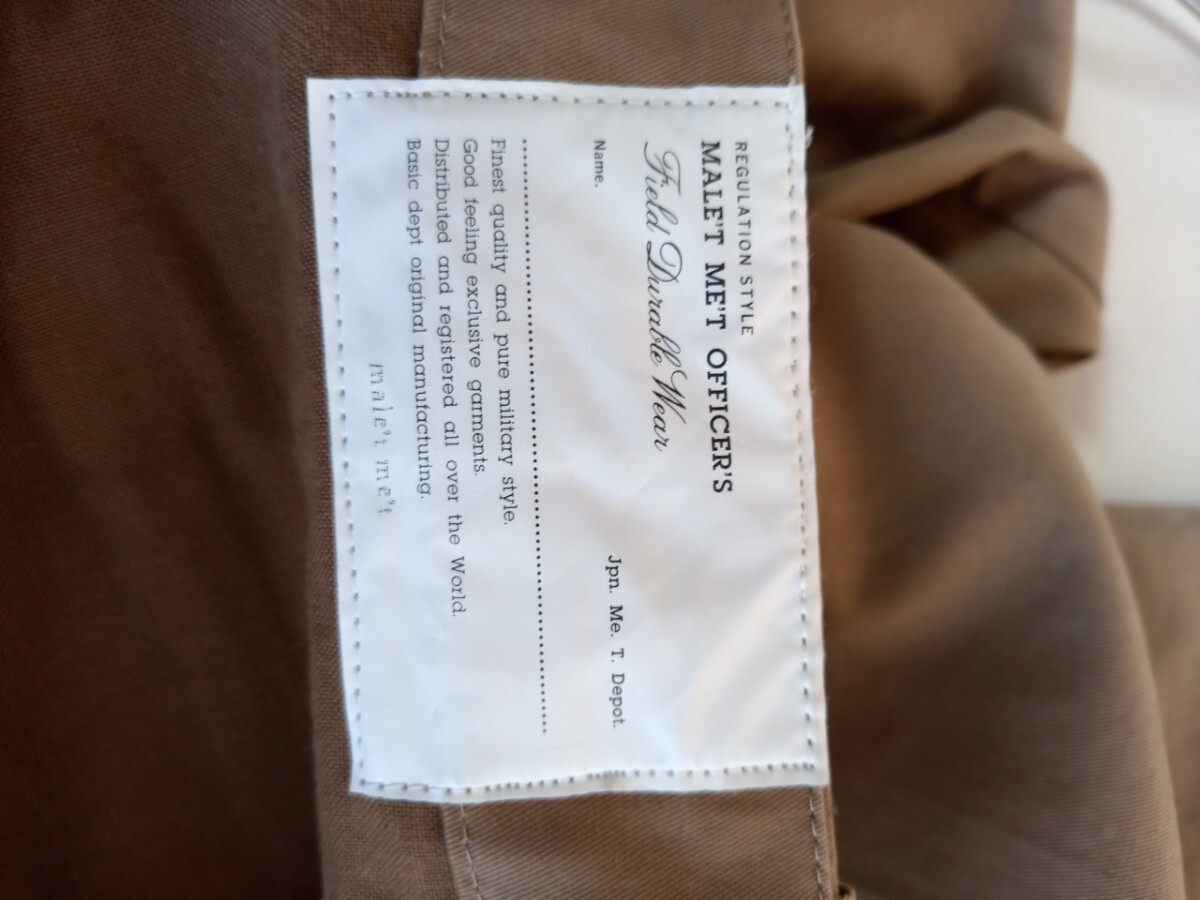 REGULATION STYLE
MALE'T ME'T OFFICER'S
Field Durable Wear
Jpn. Me. T. Depot.
Name.
Finest quality and pure military style.
Good feeling exclusive garments.
Distributed and registered all over the World.
Basic dept original manufacturing.
male't me't